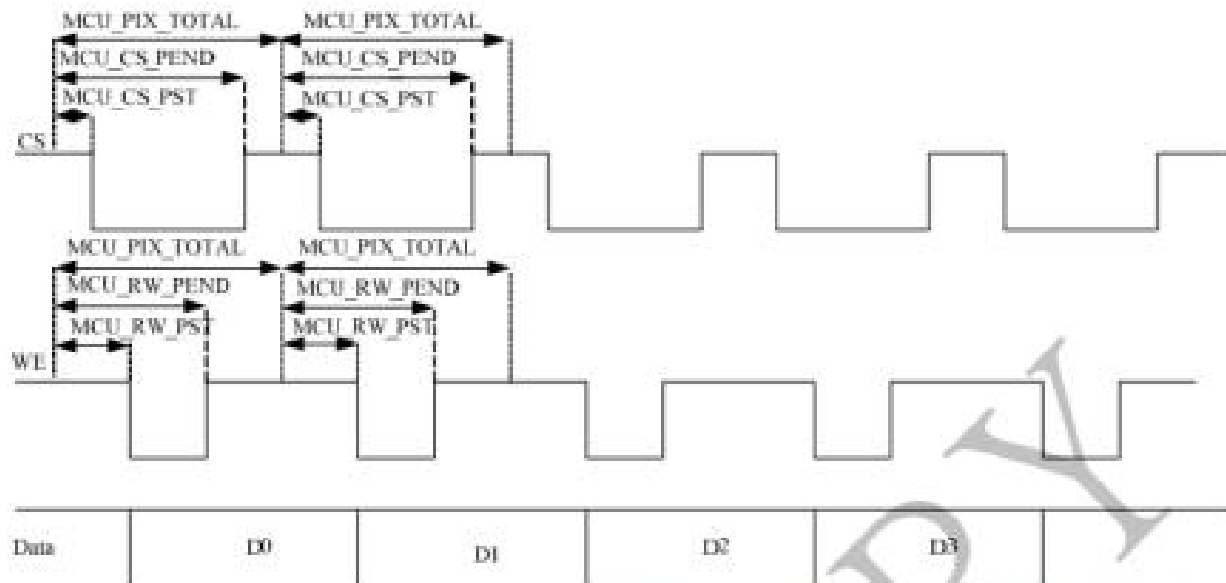 MCU_PIX_TOTAL MCU_PIX_TOTAL
MCU_CS_PEND MCU_CS_PEND
MCU_CS_PST MCU_CS_PST
CS
MCU_PIX_TOTAL MCU_PIX_TOTAL
MCU_RW_PEND MCU_RW_PEND
MCU_RW_PST MCU_RW_PST
WE
Data D0 D1 D2 D3
P Y